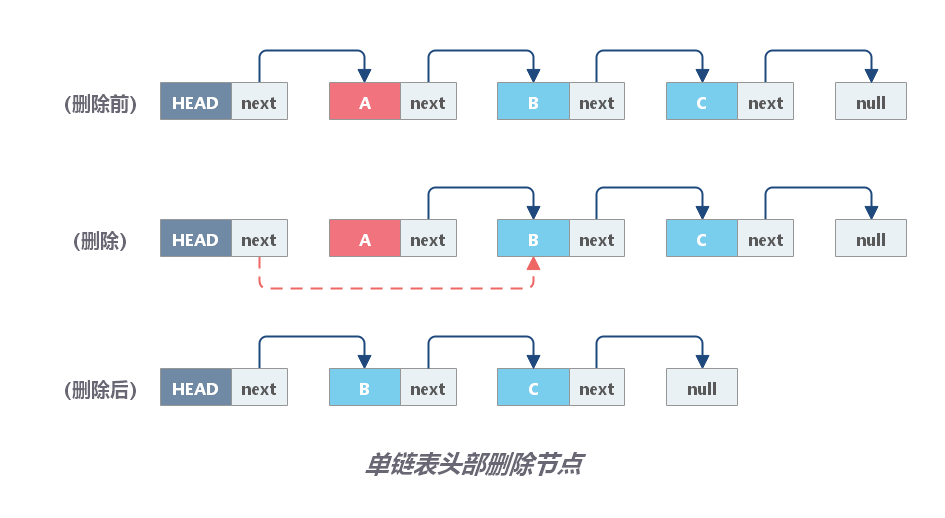 (删除前) HEAD next A next B next C next null
(删除) HEAD next A next B next C next null
(删除后) HEAD next B next C next null
单链表头部删除节点